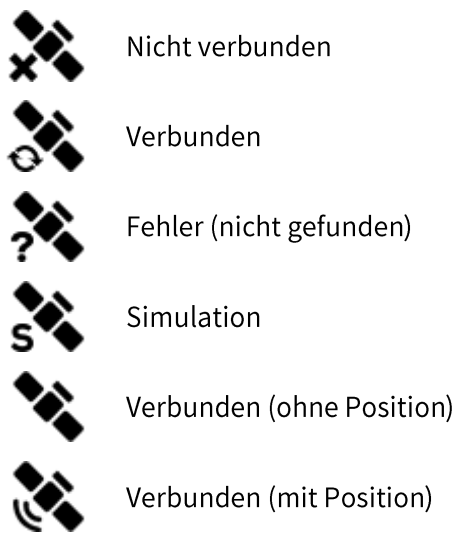 Nicht verbunden
Verbunden
? Fehler (nicht gefunden)
S Simulation
Verbunden (ohne Position)
Verbunden (mit Position)